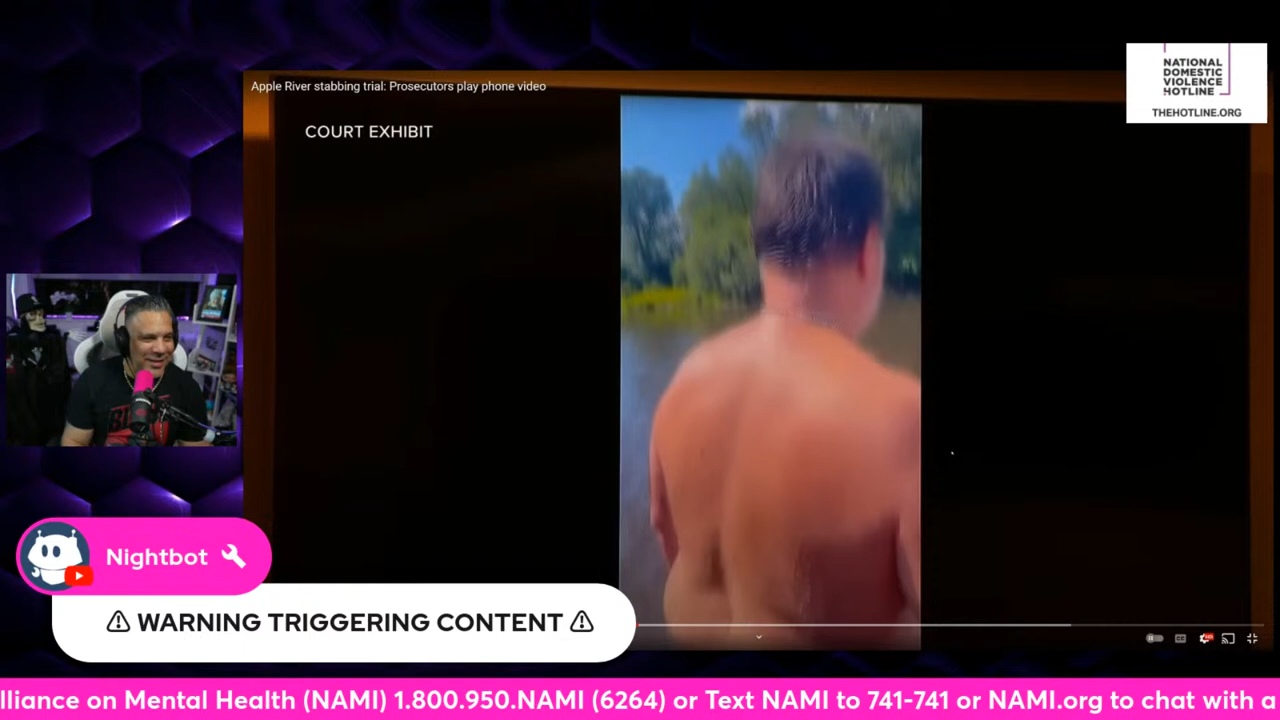 Apple River stabbing trial: Prosecutors play phone video
COURT EXHIBIT
NATIONAL
DOMESTIC
VIOLENCE
HOTLINE
THEHOTLINE.ORG
Nightbot
⚠ WARNING TRIGGERING CONTENT ⚠
lliance on Mental Health (NAMI) 1.800.950.NAMI (6264) or Text NAMI to 741-741 or NAMI.org to chat with a